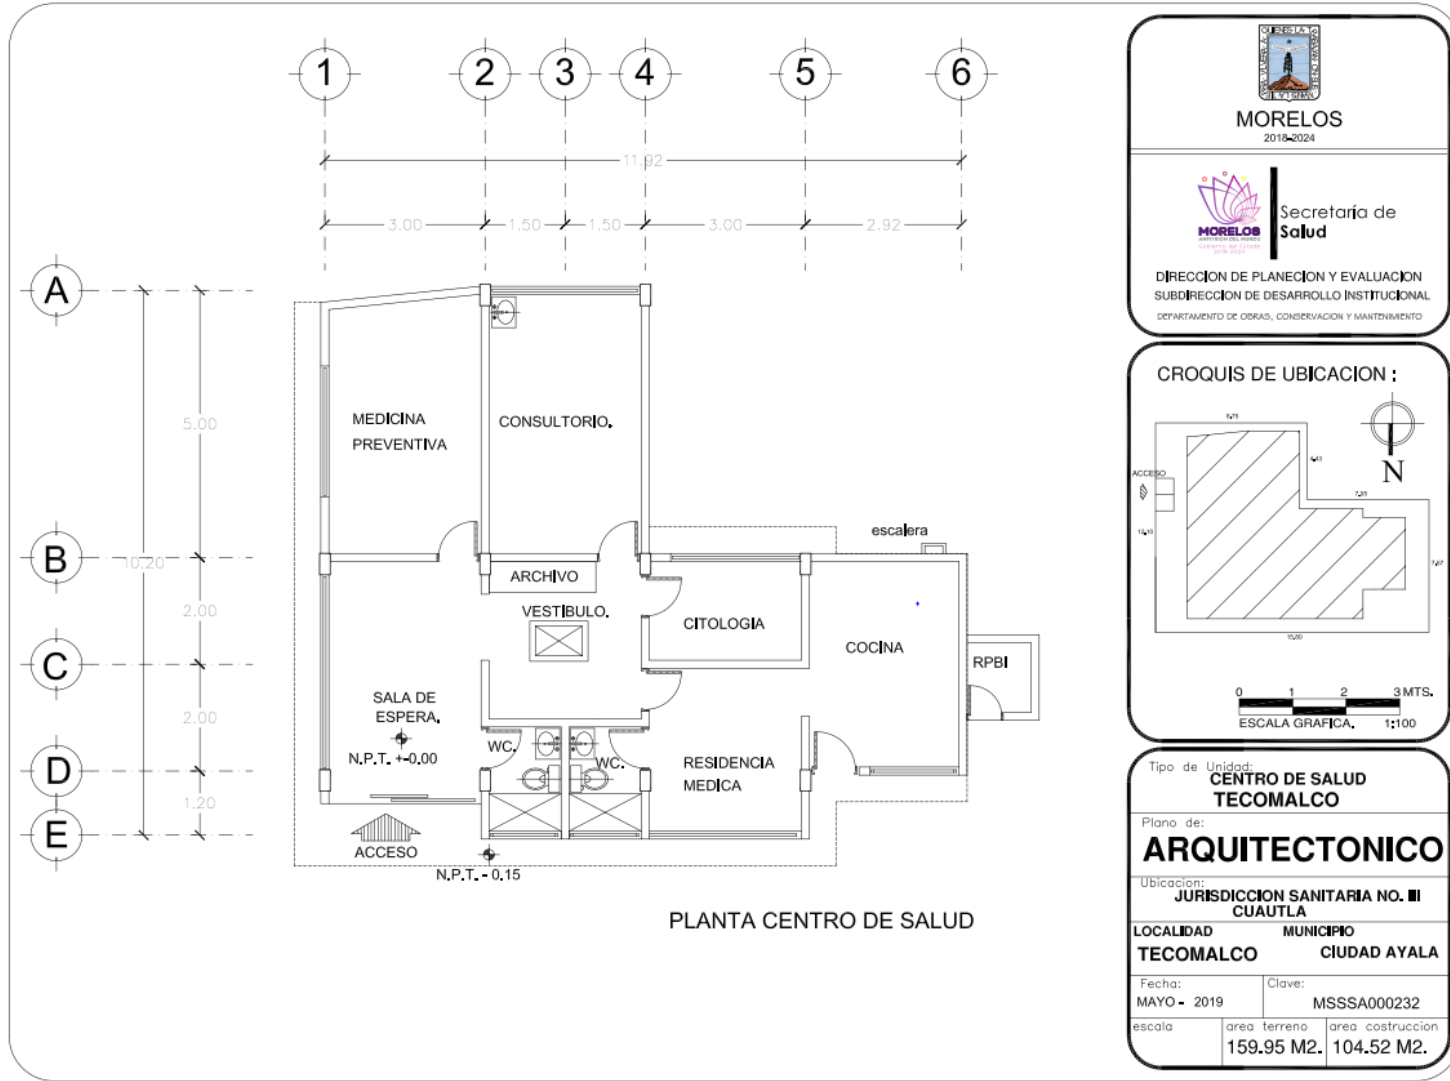 1 2 3 4 5 6
11.92
3.00 1.50 1.50 3.00 2.92
A
B
C
D
E
10.20
5.00
2.00
2.00
1.20
MEDICINA
PREVENTIVA
CONSULTORIO.
escalera
ARCHIVO
VESTIBULO.
CITOLOGIA
COCINA
RPBI
SALA DE
ESPERA.
N.P.T. +-0.00
WC.
WC.
RESIDENCIA
MEDICA
ACCESO
N.P.T. - 0.15
PLANTA CENTRO DE SALUD
MORELOS
2018-2024
MORELOS
Secretaría de
Salud
DIRECCION DE PLANECION Y EVALUACION
SUBDIRECCION DE DESARROLLO INSTITUCIONAL
DEPARTAMENTO DE OBRAS, CONSERVACION Y MANTENIMIENTO
CROQUIS DE UBICACION :
ACCESO
N
0 1 2 3 MTS.
ESCALA GRAFICA. 1:100
Tipo de Unidad:
CENTRO DE SALUD
TECOMALCO
Plano de:
ARQUITECTONICO
Ubicacion:
JURISDICCION SANITARIA NO. III
CUAUTLA
LOCALIDAD MUNICIPIO
TECOMALCO CIUDAD AYALA
Fecha: Clave:
MAYO - 2019 MSSSA000232
escala area terreno area costruccion
159.95 M2. 104.52 M2.